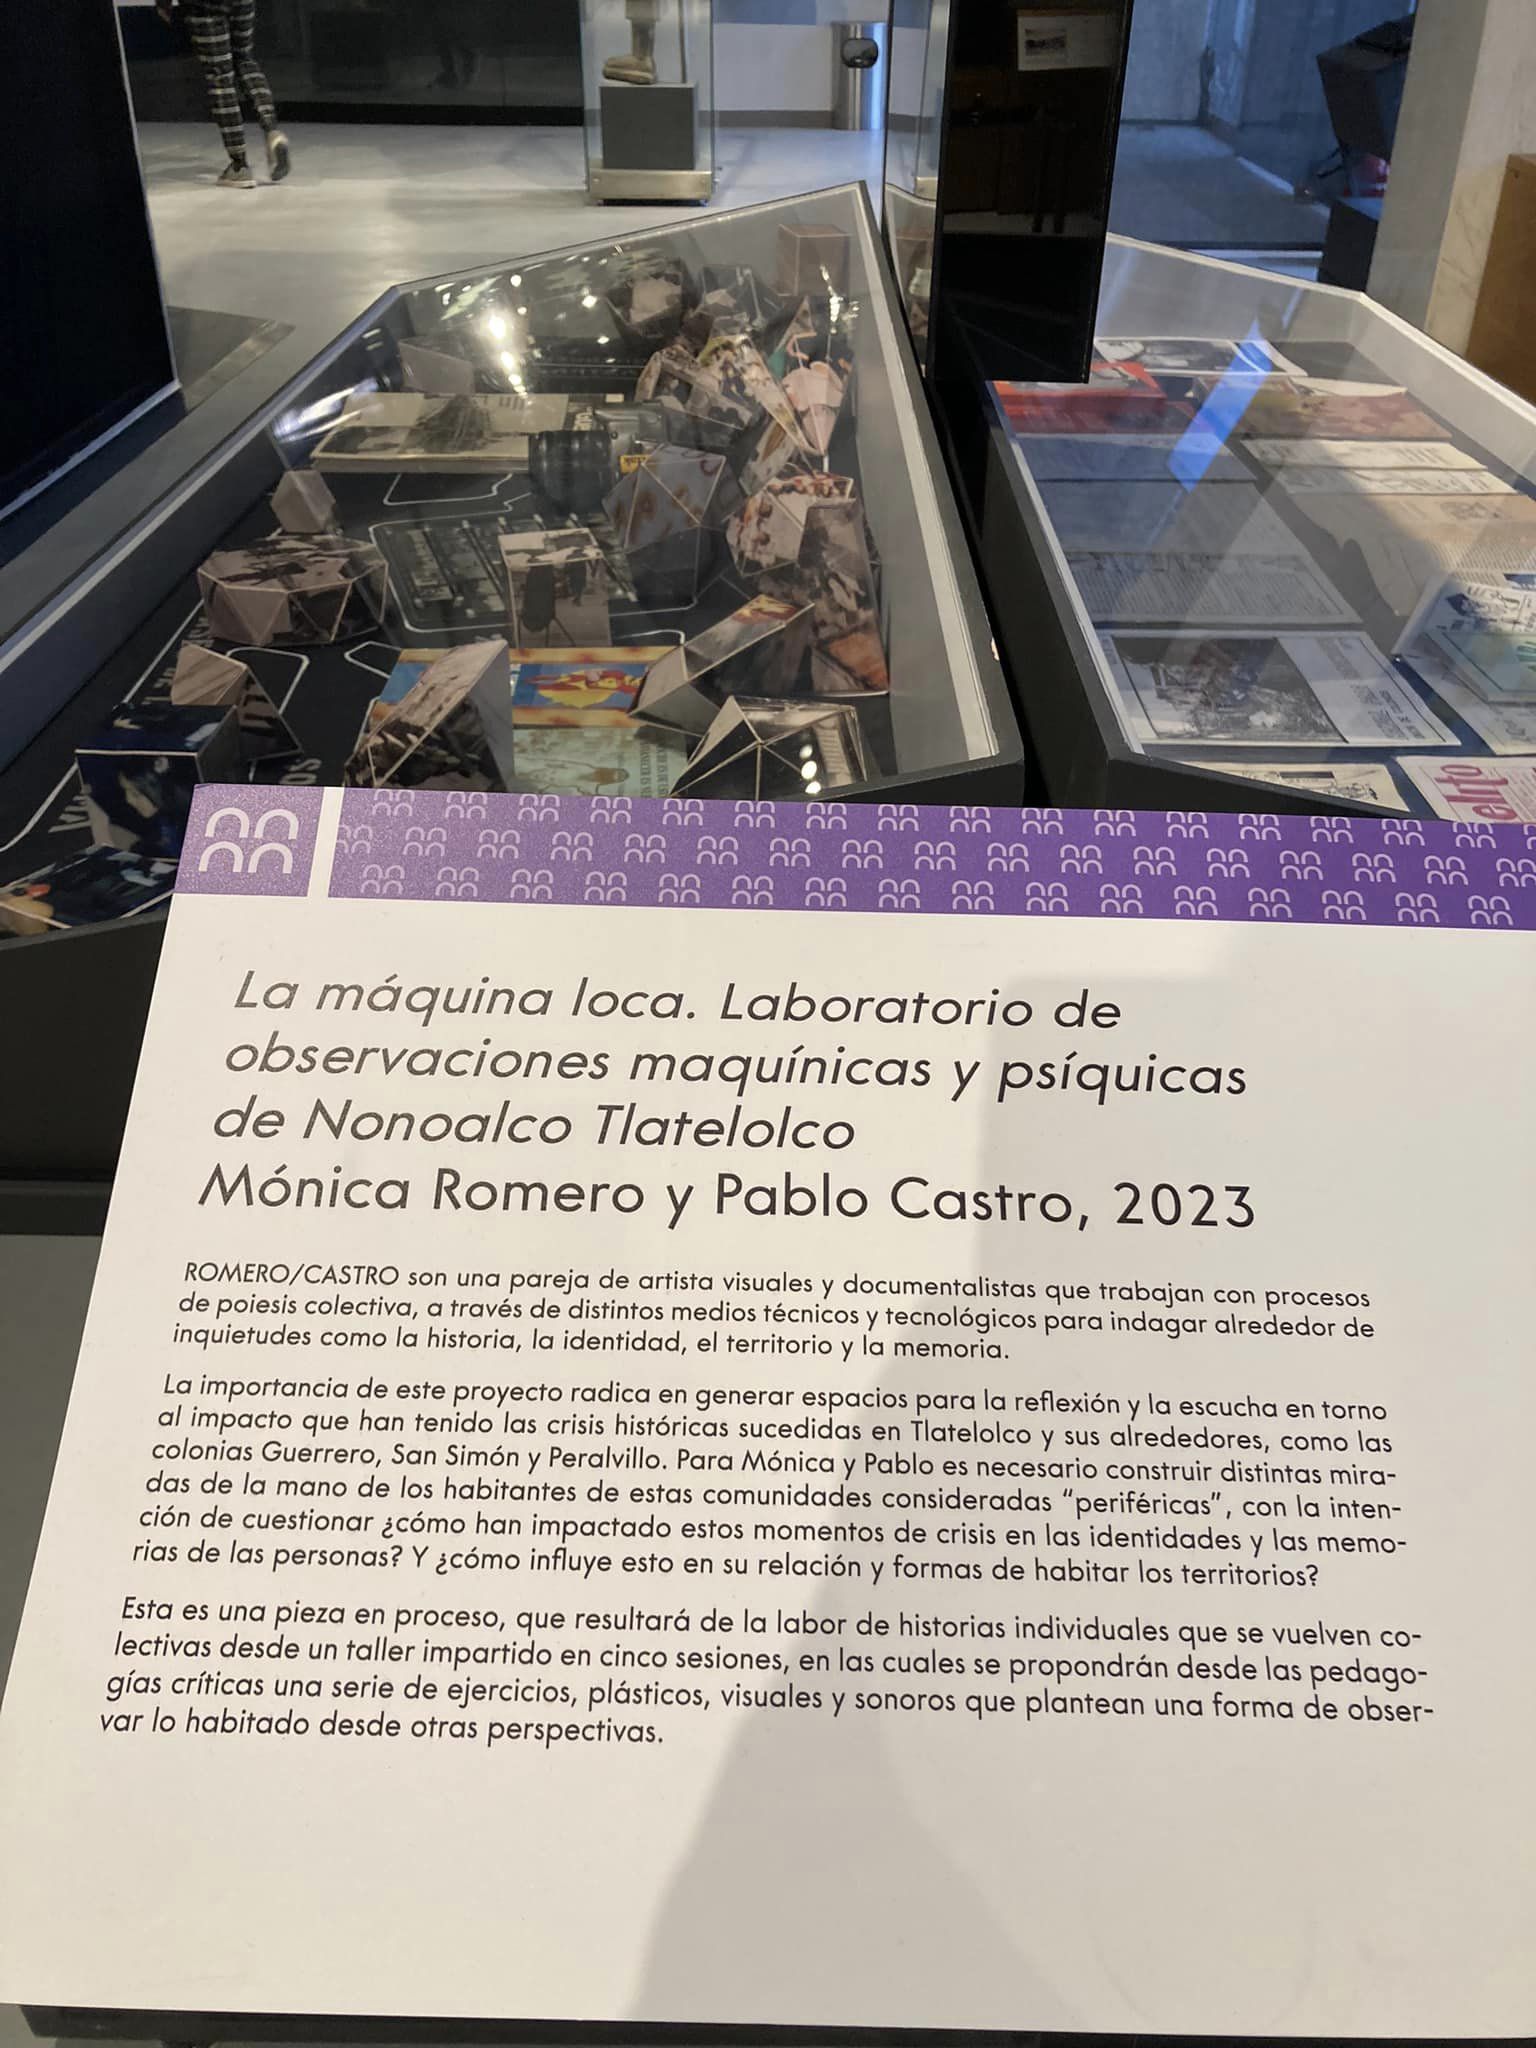 elito
La máquina loca. Laboratorio de
observaciones maquínicas y psíquicas
de Nonoalco Tlatelolco
Mónica Romero y Pablo Castro, 2023
ROMERO/CASTRO son una pareja de artista visuales y documentalistas que trabajan con procesos
de poiesis colectiva, a través de distintos medios técnicos y tecnológicos para indagar alrededor de
inquietudes como la historia, la identidad, el territorio y la memoria.
La importancia de este proyecto radica en generar espacios para la reflexión y la escucha en torno
al impacto que han tenido las crisis históricas sucedidas en Tlatelolco y sus alrededores, como las
colonias Guerrero, San Simón y Peralvillo. Para Mónica y Pablo es necesario construir distintas mira-
das de la mano de los habitantes de estas comunidades consideradas “periféricas”, con la inten-
ción de cuestionar ¿cómo han impactado estos momentos de crisis en las identidades y las memo-
rias de las personas? Y ¿cómo influye esto en su relación y formas de habitar los territorios?
Esta es una pieza en proceso, que resultará de la labor de historias individuales que se vuelven co-
lectivas desde un taller impartido en cinco sesiones, en las cuales se propondrán desde las pedago-
gías críticas una serie de ejercicios, plásticos, visuales y sonoros que plantean una forma de obser-
var lo habitado desde otras perspectivas.